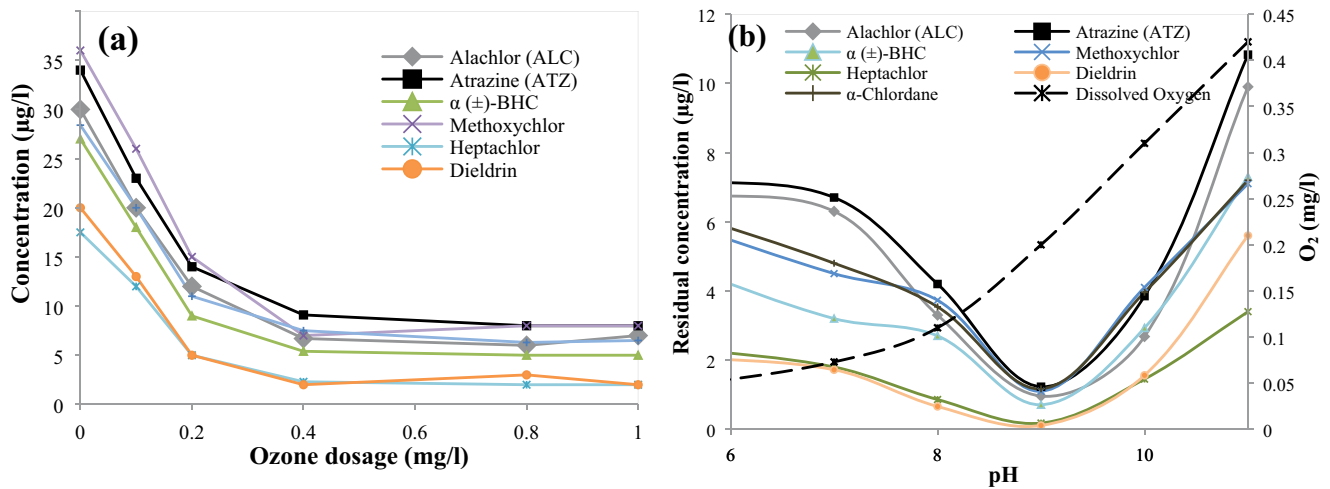 (a)
Concentration (µg/l)
35
30
25
20
15
10
5
0
0
0.2
0.4
0.6
0.8
1
Ozone dosage (mg/l)
Alachlor (ALC)
Atrazine (ATZ)
α (±)-BHC
Methoxychlor
Heptachlor
Dieldrin
(b)
Residual concentration (µg/l)
12
10
8
6
4
2
0
6
8
10
pH
Alachlor (ALC)
Atrazine (ATZ)
α (±)-BHC
Methoxychlor
Heptachlor
Dieldrin
α-Chlordane
Dissolved Oxygen
0.45
0.4
0.35
0.3
0.25
0.2
0.15
0.1
0.05
0
O₂ (mg/l)